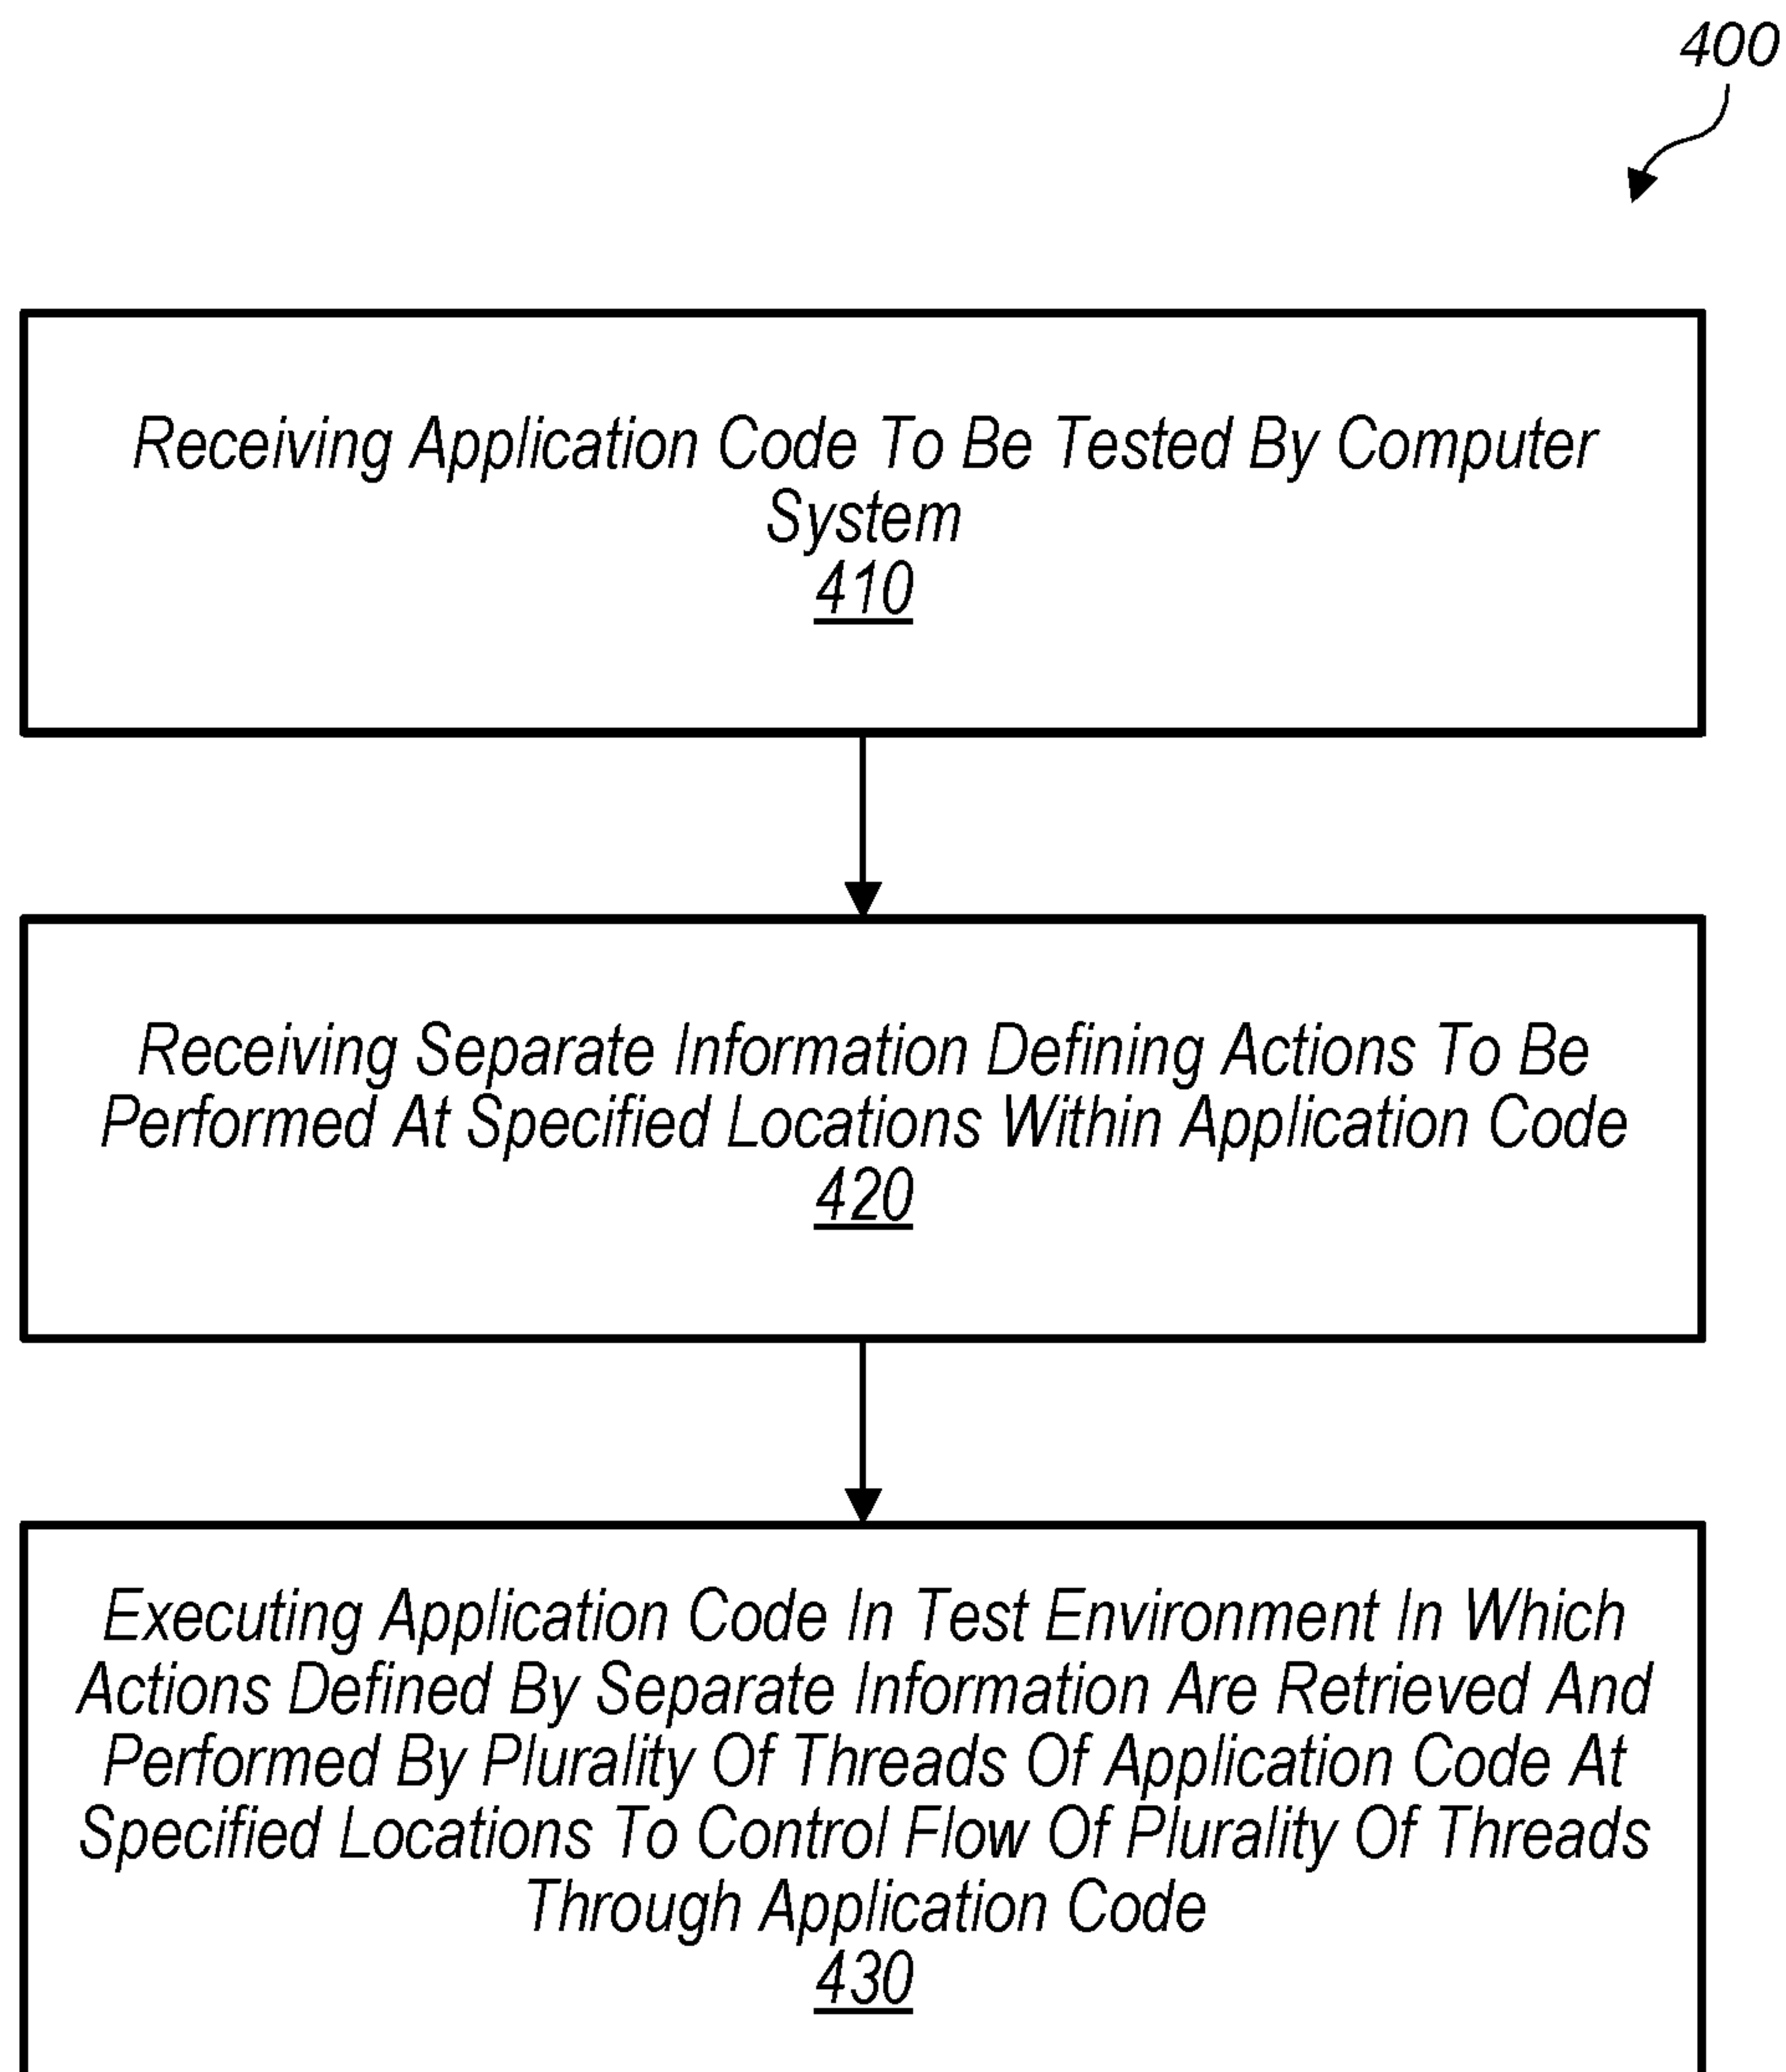 400
Receiving Application Code To Be Tested By Computer
System
410
Receiving Separate Information Defining Actions To Be
Performed At Specified Locations Within Application Code
420
Executing Application Code In Test Environment In Which
Actions Defined By Separate Information Are Retrieved And
Performed By Plurality Of Threads Of Application Code At
Specified Locations To Control Flow Of Plurality Of Threads
Through Application Code
430